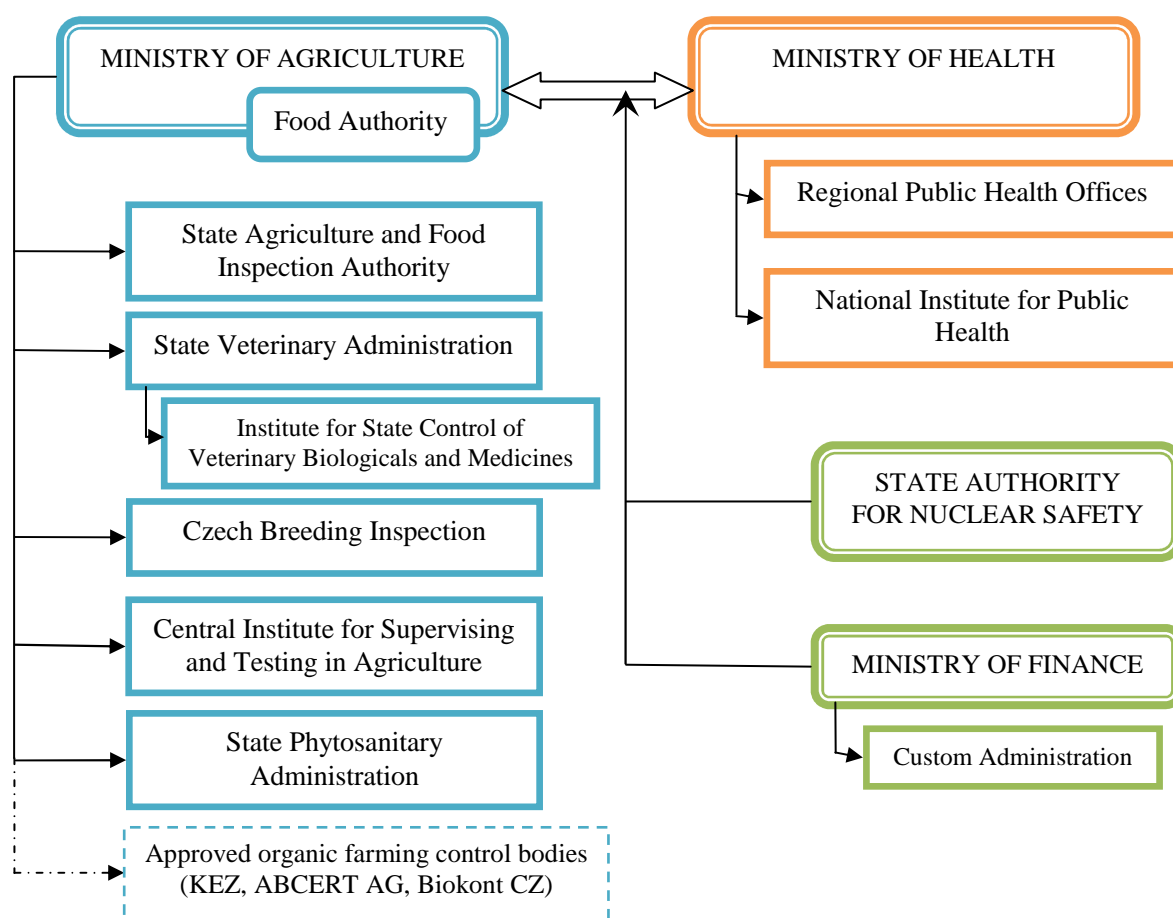 MINISTRY OF AGRICULTURE
Food Authority
State Agriculture and Food
Inspection Authority
State Veterinary Administration
Institute for State Control of
Veterinary Biologicals and Medicines
Czech Breeding Inspection
Central Institute for Supervising
and Testing in Agriculture
State Phytosanitary
Administration
Approved organic farming control bodies
(KEZ, ABCERT AG, Biokont CZ)
MINISTRY OF HEALTH
Regional Public Health Offices
National Institute for Public
Health
STATE AUTHORITY
FOR NUCLEAR SAFETY
MINISTRY OF FINANCE
Custom Administration